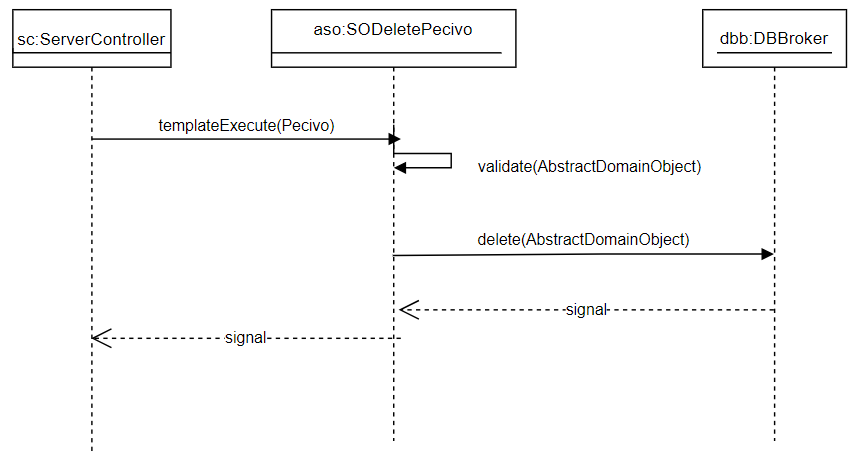 sc:ServerController
aso:SODeletePecivo
dbb:DBBroker
templateExecute(Pecivo)
validate(AbstractDomainObject)
delete(AbstractDomainObject)
signal
signal